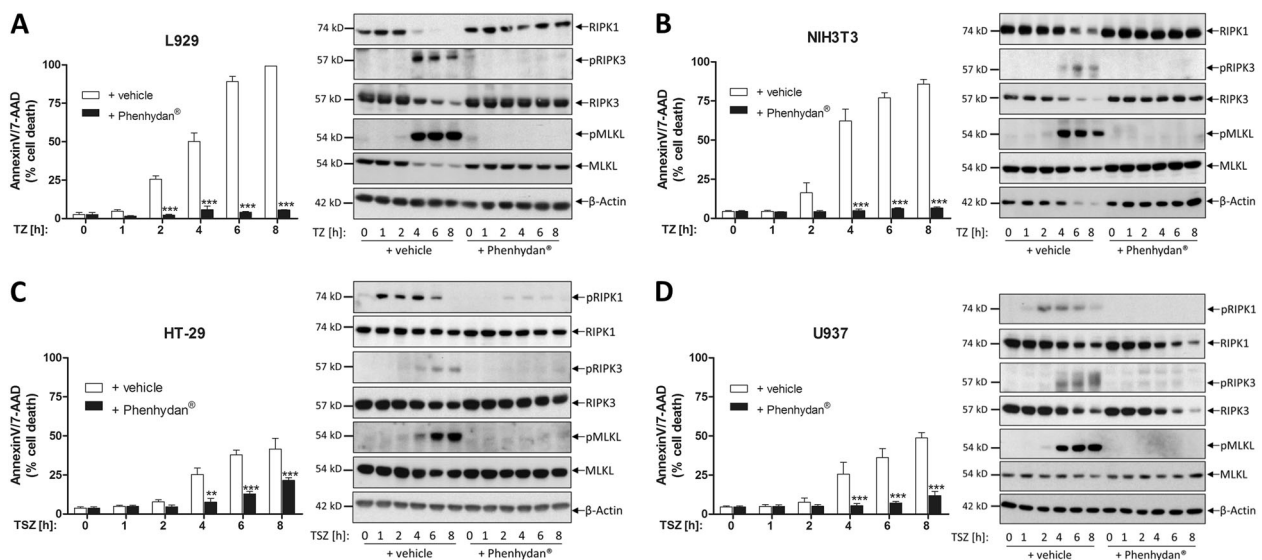 A
L929
AnnexinV/7-AAD
(% cell death)
100
75
50
25
0
+ vehicle
+ Phenhydan®
*** *** *** ***
TZ [h]: 0 1 2 4 6 8
74 kD RIPK1
57 kD pRIPK3
57 kD RIPK3
54 kD pMLKL
54 kD MLKL
42 kD β-Actin
TZ [h]: 0 1 2 4 6 8 0 1 2 4 6 8
+ vehicle + Phenhydan®
B
NIH3T3
AnnexinV/7-AAD
(% cell death)
100
75
50
25
0
+ vehicle
+ Phenhydan®
*** *** ***
TZ [h]: 0 1 2 4 6 8
74 kD RIPK1
57 kD pRIPK3
57 kD RIPK3
54 kD pMLKL
54 kD MLKL
42 kD β-Actin
TZ [h]: 0 1 2 4 6 8 0 1 2 4 6 8
+ vehicle + Phenhydan®
C
HT-29
AnnexinV/7-AAD
(% cell death)
100
75
50
25
0
+ vehicle
+ Phenhydan®
** *** ***
TSZ [h]: 0 1 2 4 6 8
74 kD pRIPK1
74 kD RIPK1
57 kD pRIPK3
57 kD RIPK3
54 kD pMLKL
54 kD MLKL
42 kD β-Actin
TSZ [h]: 0 1 2 4 6 8 0 1 2 4 6 8
+ vehicle + Phenhydan®
D
U937
AnnexinV/7-AAD
(% cell death)
100
75
50
25
0
+ vehicle
+ Phenhydan®
*** *** ***
TSZ [h]: 0 1 2 4 6 8
74 kD pRIPK1
74 kD RIPK1
57 kD pRIPK3
57 kD RIPK3
54 kD pMLKL
54 kD MLKL
42 kD β-Actin
TSZ [h]: 0 1 2 4 6 8 0 1 2 4 6 8
+ vehicle + Phenhydan®